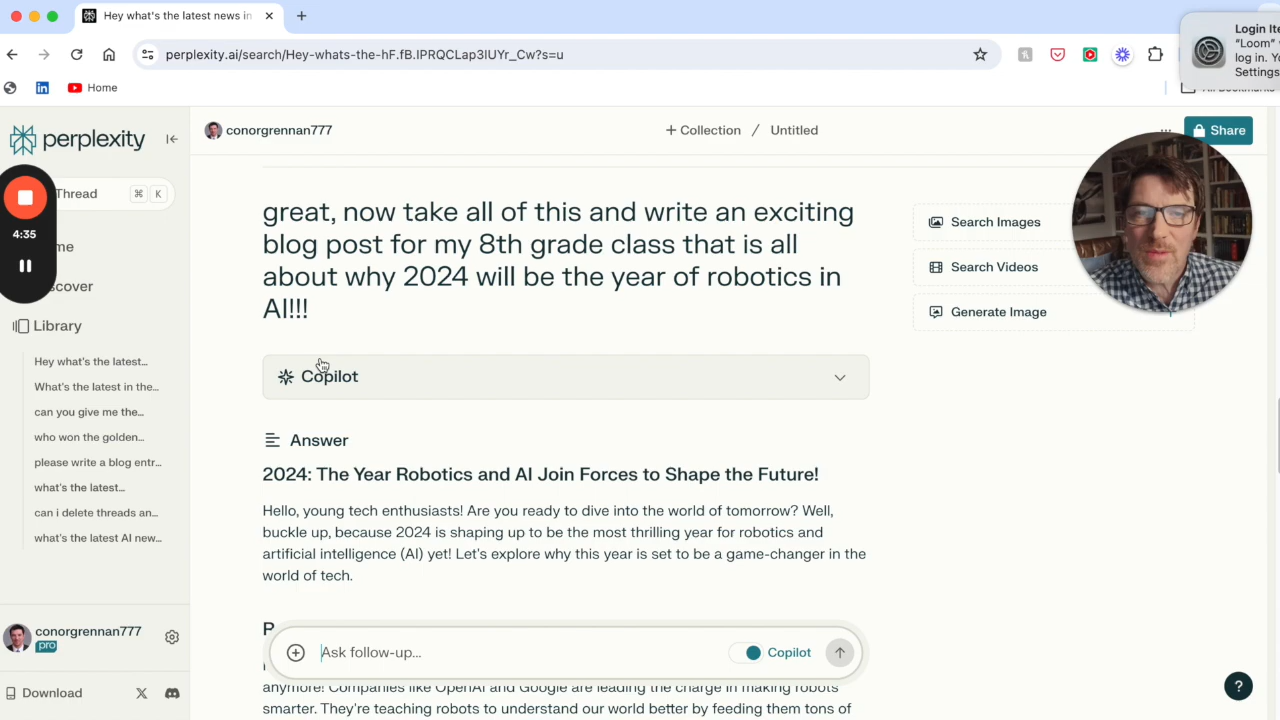 Hey what's the latest news in
perplexity.ai/search/Hey-whats-the-hF.fB.lPRQCLap3lUYr_Cw?s=u
Login Ite
"Loom"
log in. Yo
Settings
Home
All Bookmarks
perplexity
conorgrennan777
Collection / Untitled
Share
Thread ⌘ K
4:35
Library
Hey what's the latest...
What's the latest in the...
can you give me the...
who won the golden...
please write a blog entr...
what's the latest...
can i delete threads an...
what's the latest AI new...
conorgrennan777
pro
Download
great, now take all of this and write an exciting
blog post for my 8th grade class that is all
about why 2024 will be the year of robotics in
AI!!!
Search Images
Search Videos
Generate Image
Copilot
Answer
2024: The Year Robotics and AI Join Forces to Shape the Future!
Hello, young tech enthusiasts! Are you ready to dive into the world of tomorrow? Well,
buckle up, because 2024 is shaping up to be the most thrilling year for robotics and
artificial intelligence (AI) yet! Let's explore why this year is set to be a game-changer in the
world of tech.
Ask follow-up...
Copilot
anymore! Companies like OpenAI and Google are leading the charge in making robots
smarter. They're teaching robots to understand our world better by feeding them tons of
?